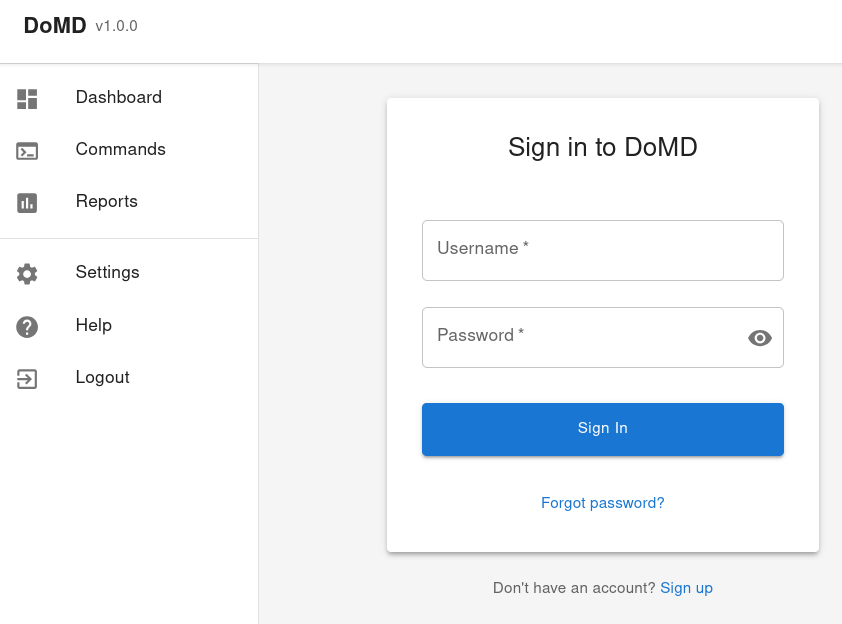 DoMD v1.0.0
Dashboard
Commands
Reports
Settings
Help
Logout
Sign in to DoMD
Username *
Password *
Sign In
Forgot password?
Don't have an account? Sign up